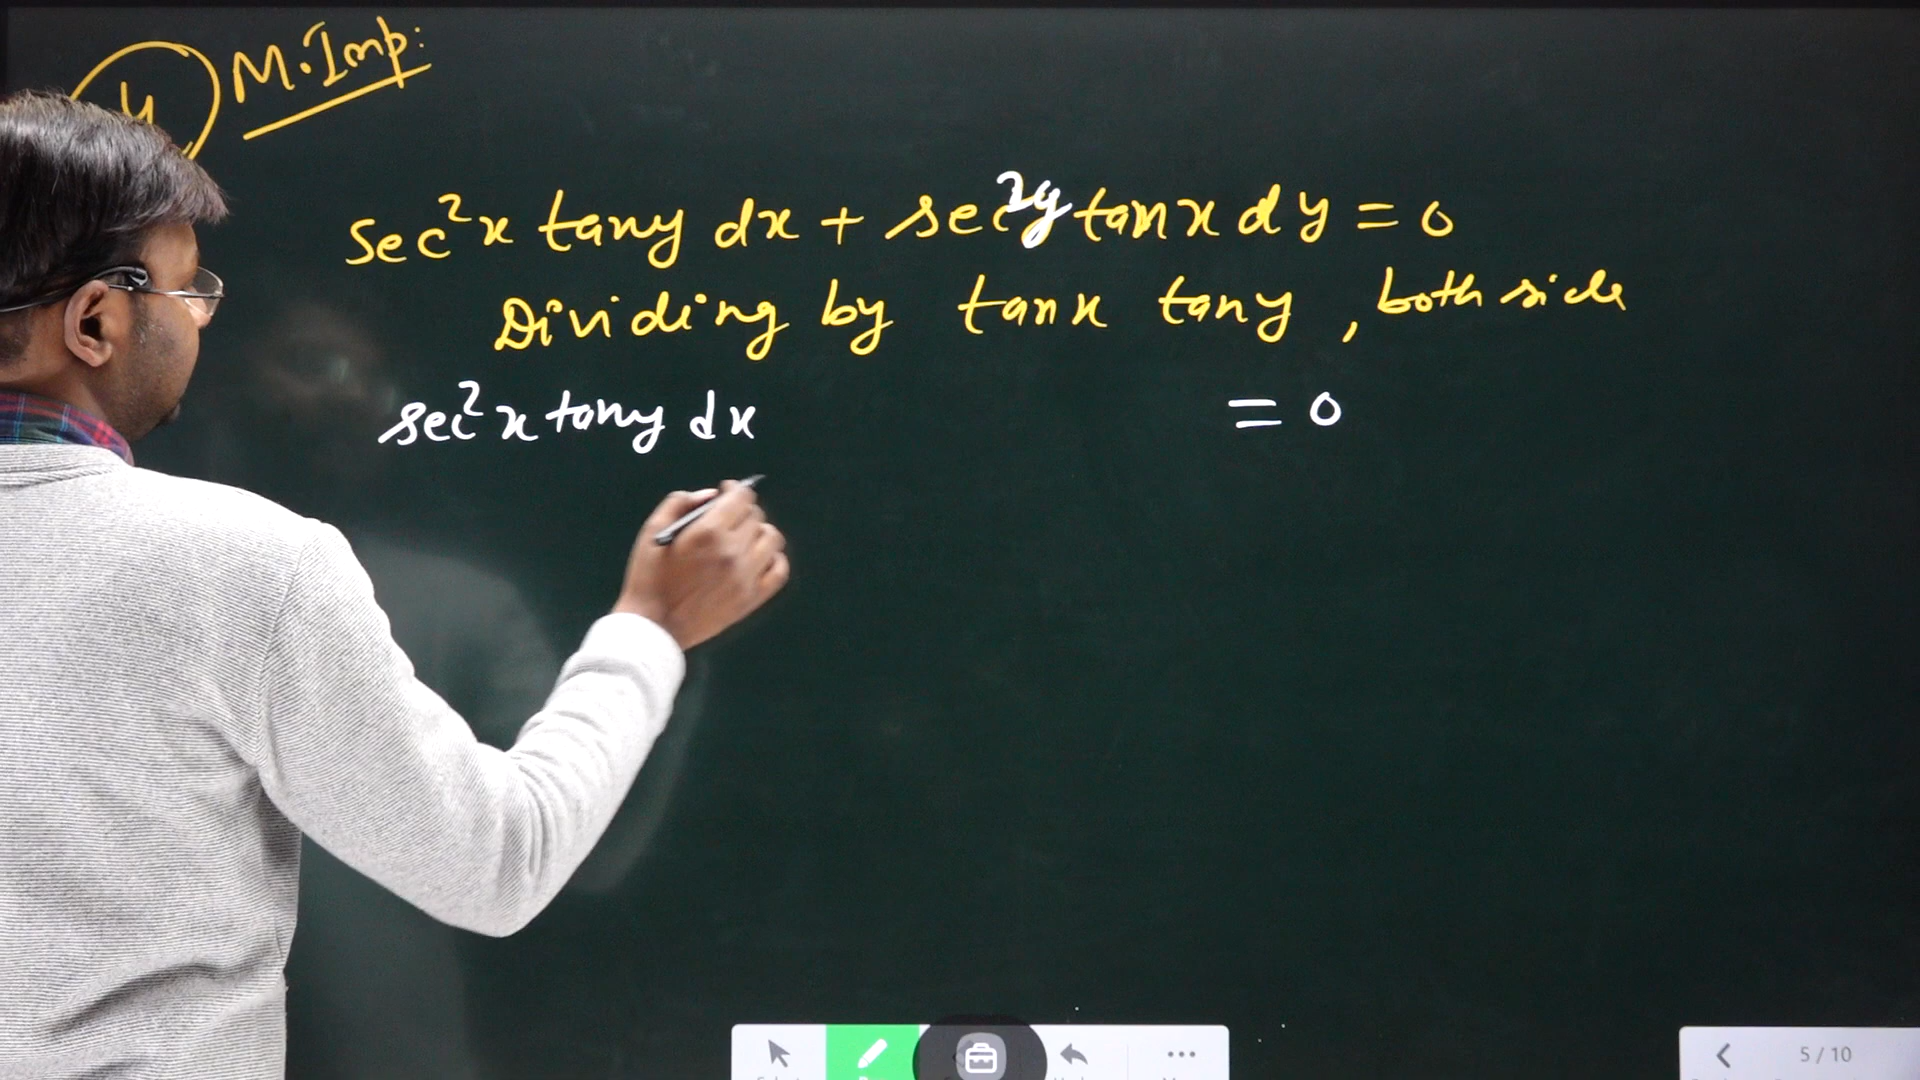 4 M.Imp:
sec²x tany dx + sec²y tanx dy = 0
Dividing by tanx tany, both side
sec²x tany dx = 0
5 / 10